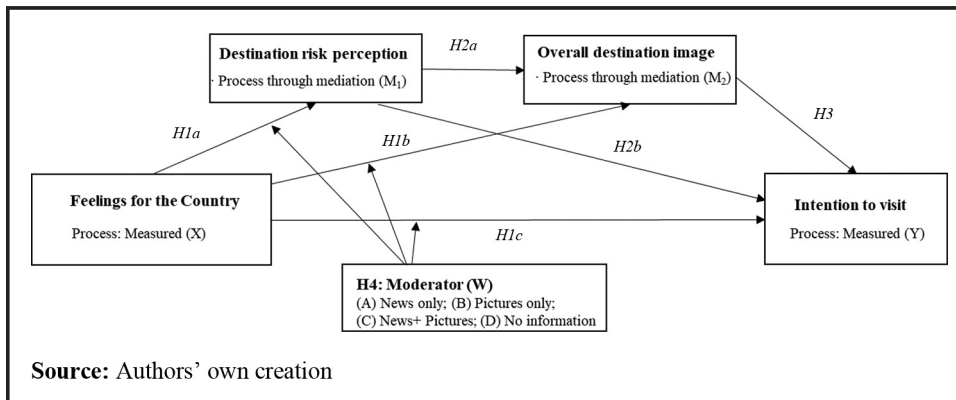 Destination risk perception
· Process through mediation (M₁)
H2a
Overall destination image
· Process through mediation (M₂)
H1a
H1b
H2b
H3
Feelings for the Country
Process: Measured (X)
H1c
Intention to visit
Process: Measured (Y)
H4: Moderator (W)
(A) News only; (B) Pictures only;
(C) News+ Pictures; (D) No information
Source: Authors’ own creation